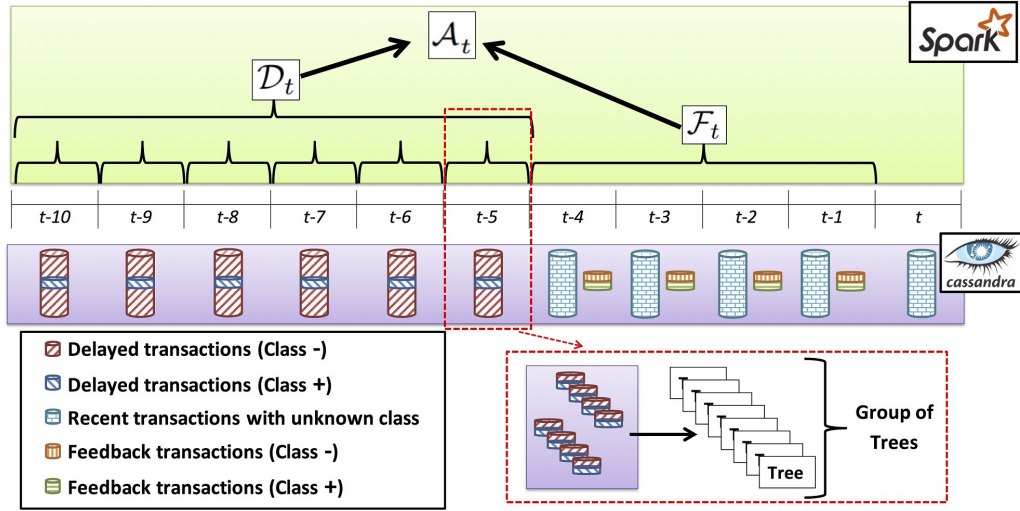 Spark
𝒜t
𝒟t
ℱt
t-10 t-9 t-8 t-7 t-6 t-5 t-4 t-3 t-2 t-1 t
cassandra
Delayed transactions (Class -)
Delayed transactions (Class +)
Recent transactions with unknown class
Feedback transactions (Class -)
Feedback transactions (Class +)
Group of
Trees
Tree